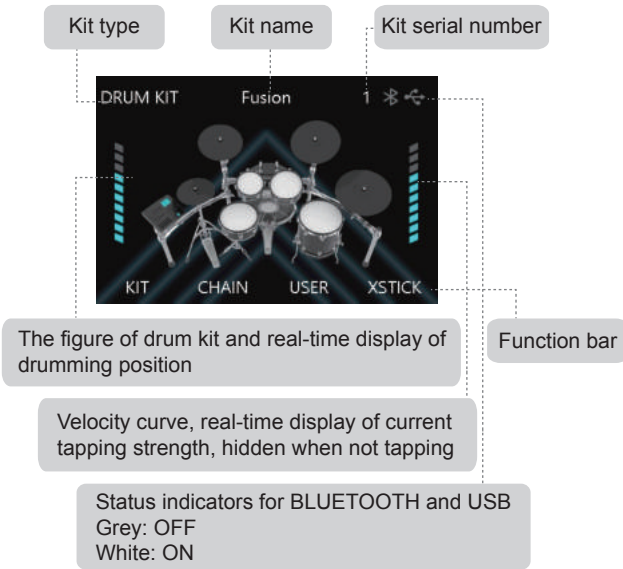 Kit type
Kit name
Kit serial number
DRUM KIT
Fusion
1
KIT
CHAIN
USER
XSTICK
The figure of drum kit and real-time display of
drumming position
Function bar
Velocity curve, real-time display of current
tapping strength, hidden when not tapping
Status indicators for BLUETOOTH and USB
Grey: OFF
White: ON